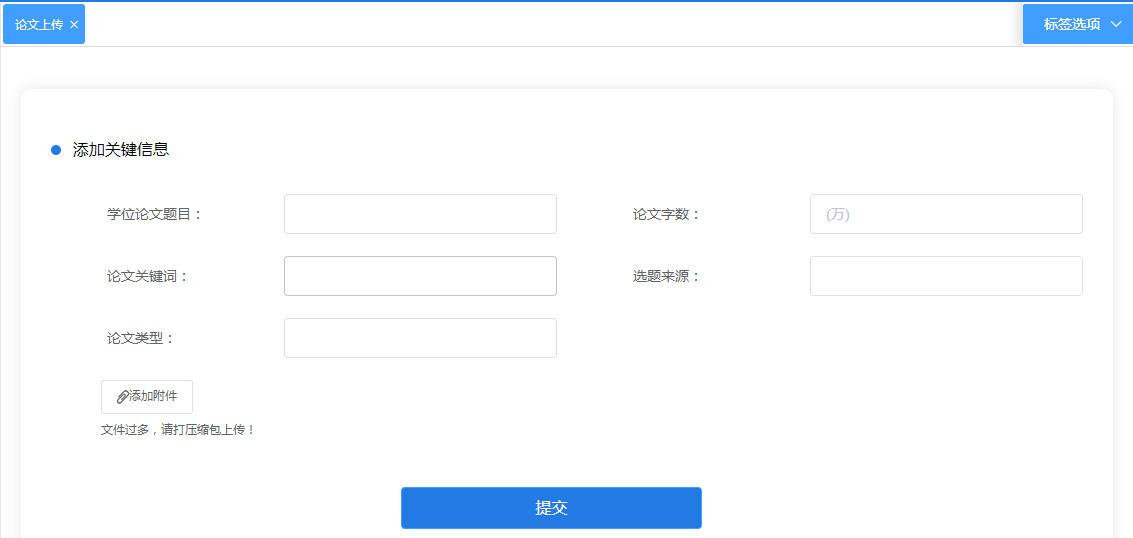 论文上传 ×
标签选项
添加关键信息
学位论文题目：
论文字数：
(万)
论文关键词：
选题来源：
论文类型：
添加附件
文件过多，请打压缩包上传！
提交